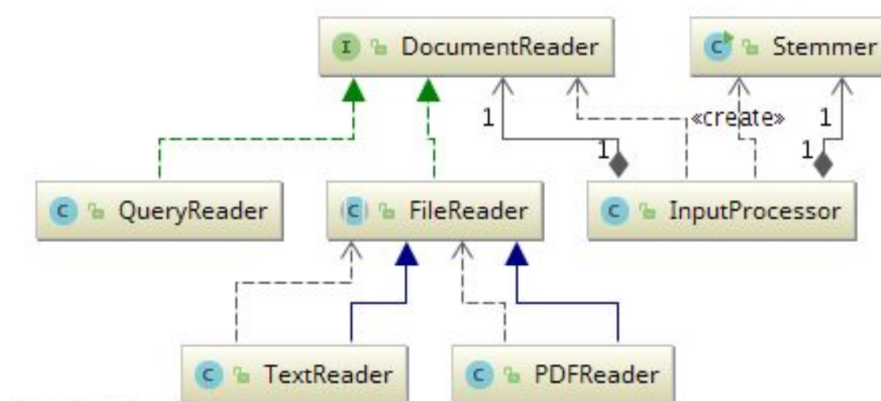 I DocumentReader
C Stemmer
1 «create» 1
1 1
C QueryReader
C FileReader
C InputProcessor
C TextReader
C PDFReader